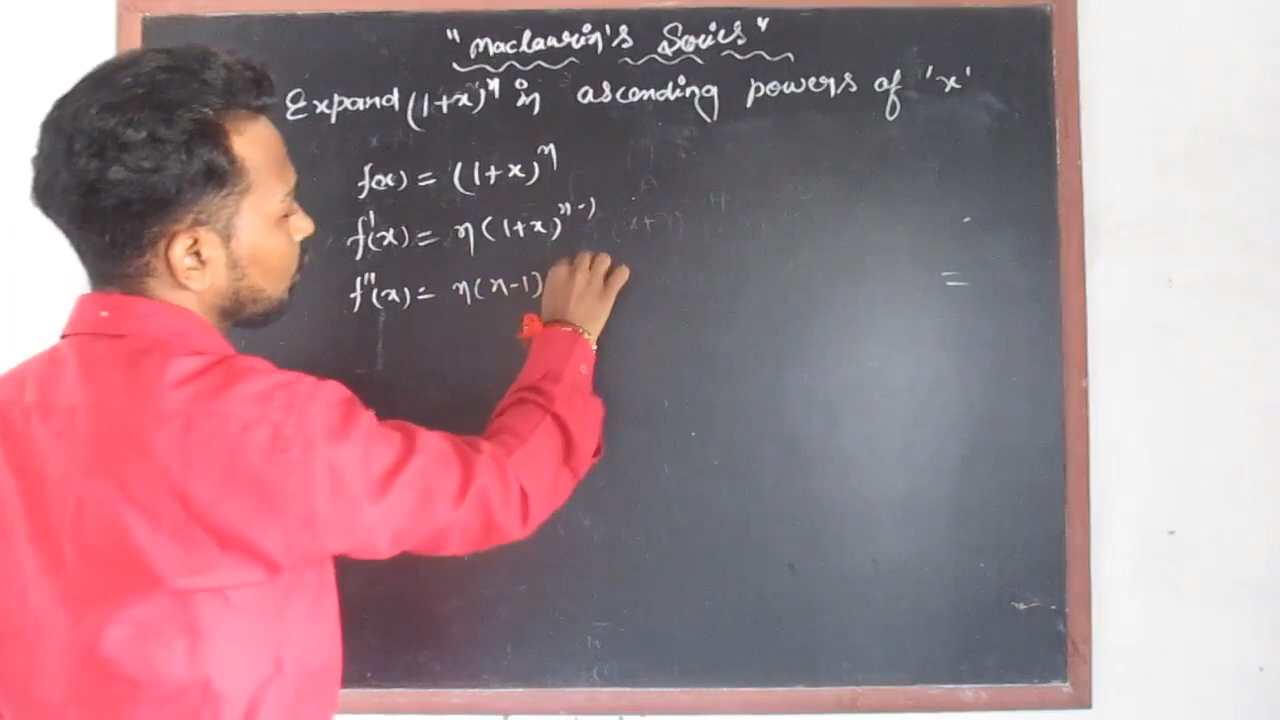 "Maclaurin's Series"
Expand (1+x)^n in ascending powers of 'x'
f(x) = (1+x)^n
f'(x) = n(1+x)^n-1
f''(x) = n(n-1)
=